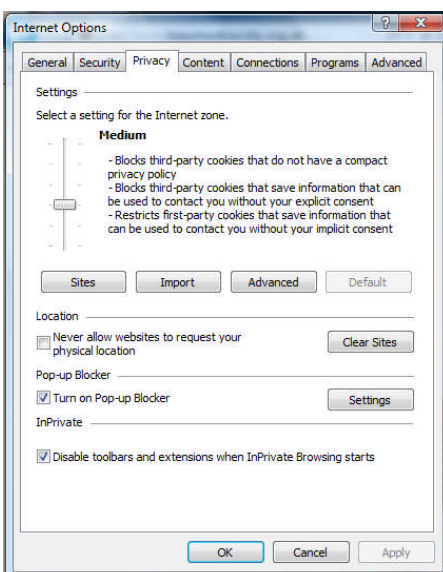 Internet Options
General Security Privacy Content Connections Programs Advanced
Settings
Select a setting for the Internet zone.
Medium
- Blocks third-party cookies that do not have a compact
privacy policy
- Blocks third-party cookies that save information that can
be used to contact you without your explicit consent
- Restricts first-party cookies that save information that
can be used to contact you without your implicit consent
Sites Import Advanced Default
Location
Never allow websites to request your
physical location
Clear Sites
Pop-up Blocker
Turn on Pop-up Blocker
Settings
InPrivate
Disable toolbars and extensions when InPrivate Browsing starts
OK Cancel Apply